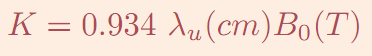 K = 0.934 λ_u(cm)B_0(T)